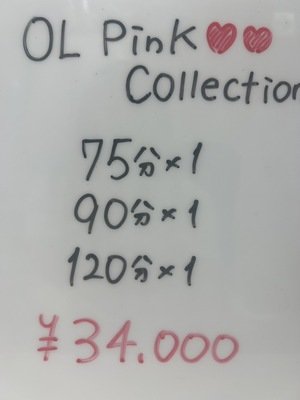 OL Pink♥♥
Collection
75分×1
90分×1
120分×1
¥34.000